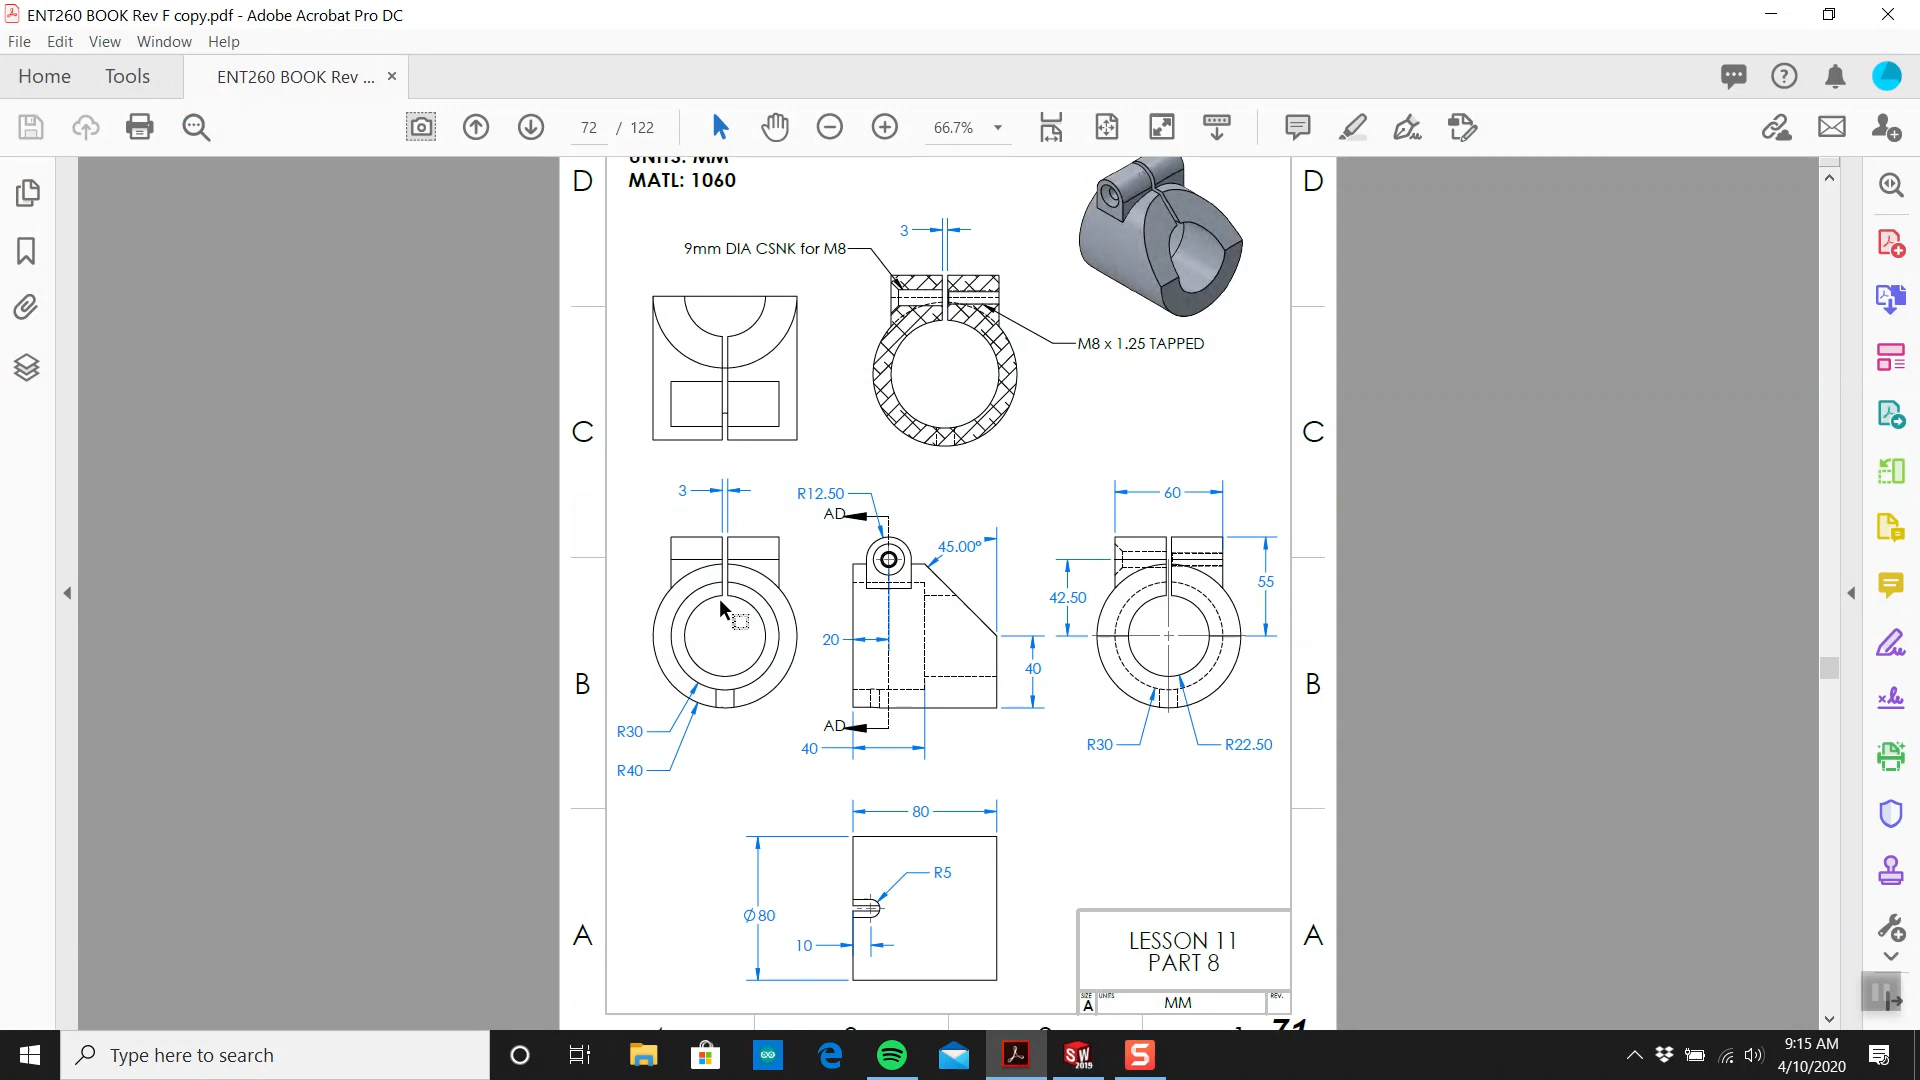 ENT260 BOOK Rev F copy.pdf - Adobe Acrobat Pro DC
File Edit View Window Help
Home Tools ENT260 BOOK Rev ... ×
72 / 122 66.7%
UNITS: MM
D MATL: 1060 D
3
9mm DIA CSNK for M8
M8 x 1.25 TAPPED
C C
3 R12.50 60
AD
45.00°
55
42.50
20
40
B B
R30 AD
40 R30 R22.50
R40
80
R5
Ø80
10
A A
LESSON 11
PART 8
SIZE UNITS REV.
A MM
71
Type here to search
SW
2019
S
9:15 AM
4/10/2020